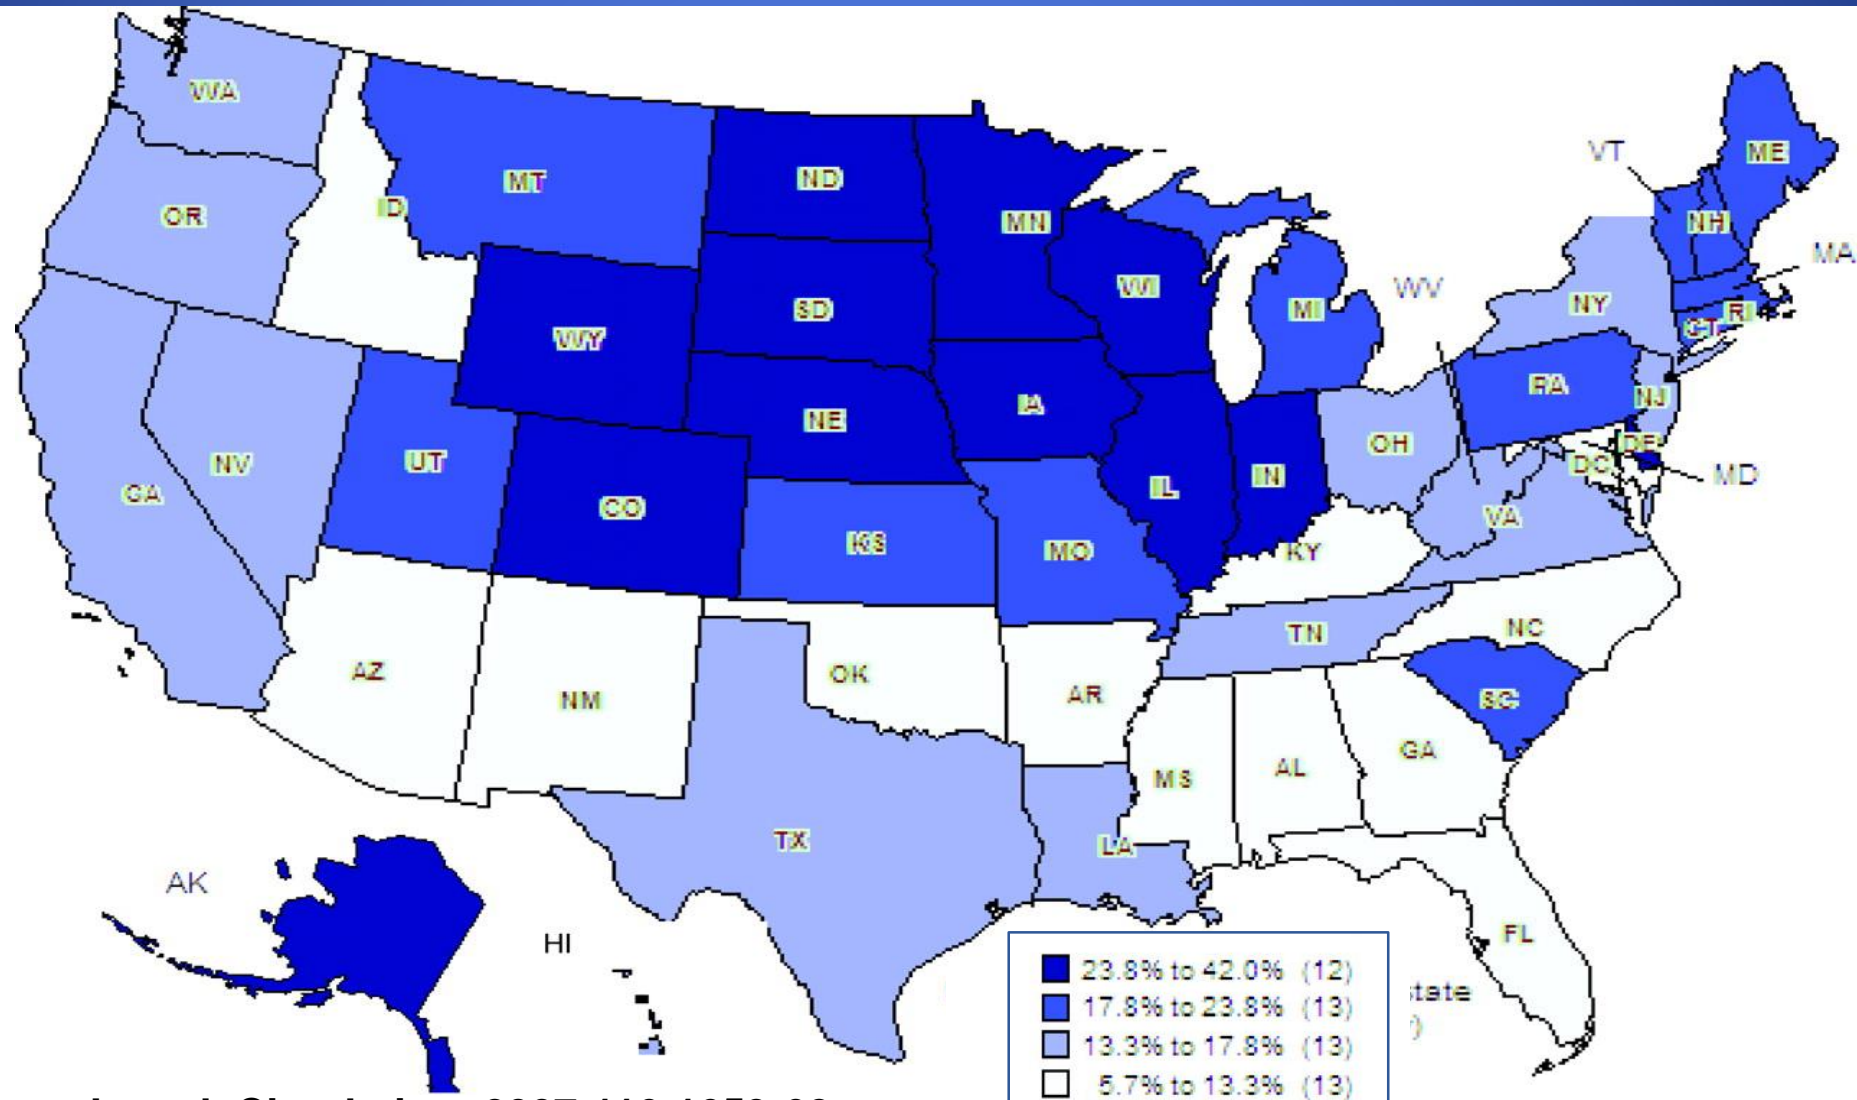 WA
MT
ND
MN
VT
ME
ID
OR
NH
MA
WI
WV
SD
MI
NY
RI
CT
WY
PA
NJ
NE
IA
OH
DE
UT
NV
IN
DC
MD
CA
IL
CO
VA
KS
MO
KY
TN
NC
AZ
OK
NM
AR
SC
GA
MS
AL
TX
LA
AK
HI
FL
23.8% to 42.0% (12)
17.8% to 23.8% (13)
13.3% to 17.8% (13)
5.7% to 13.3% (13)
state